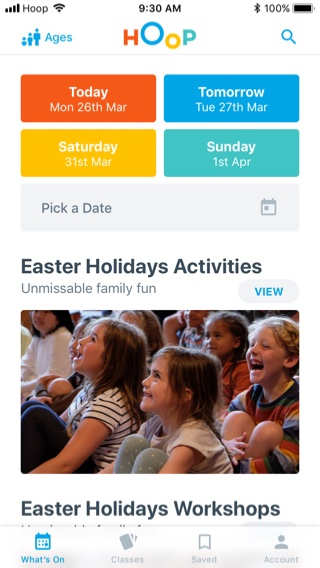 Hoop 9:30 AM 100%
Ages HOOP
Today Tomorrow
Mon 26th Mar Tue 27th Mar
Saturday Sunday
31st Mar 1st Apr
Pick a Date
Easter Holidays Activities
Unmissable family fun VIEW
Easter Holidays Workshops
What's On Classes Saved Account